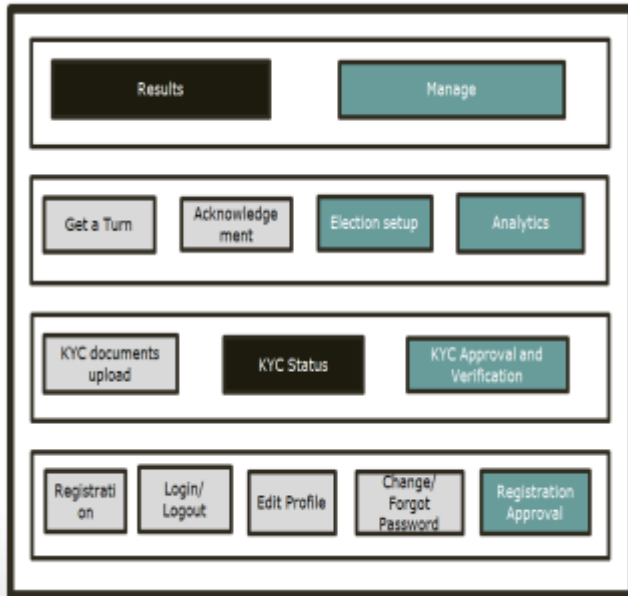 Results
Manage
Get a Turn
Acknowledge
ment
Election setup
Analytics
KYC documents
upload
KYC Status
KYC Approval and
Verification
Registrati
on
Login/
Logout
Edit Profile
Change/
Forgot
Password
Registration
Approval